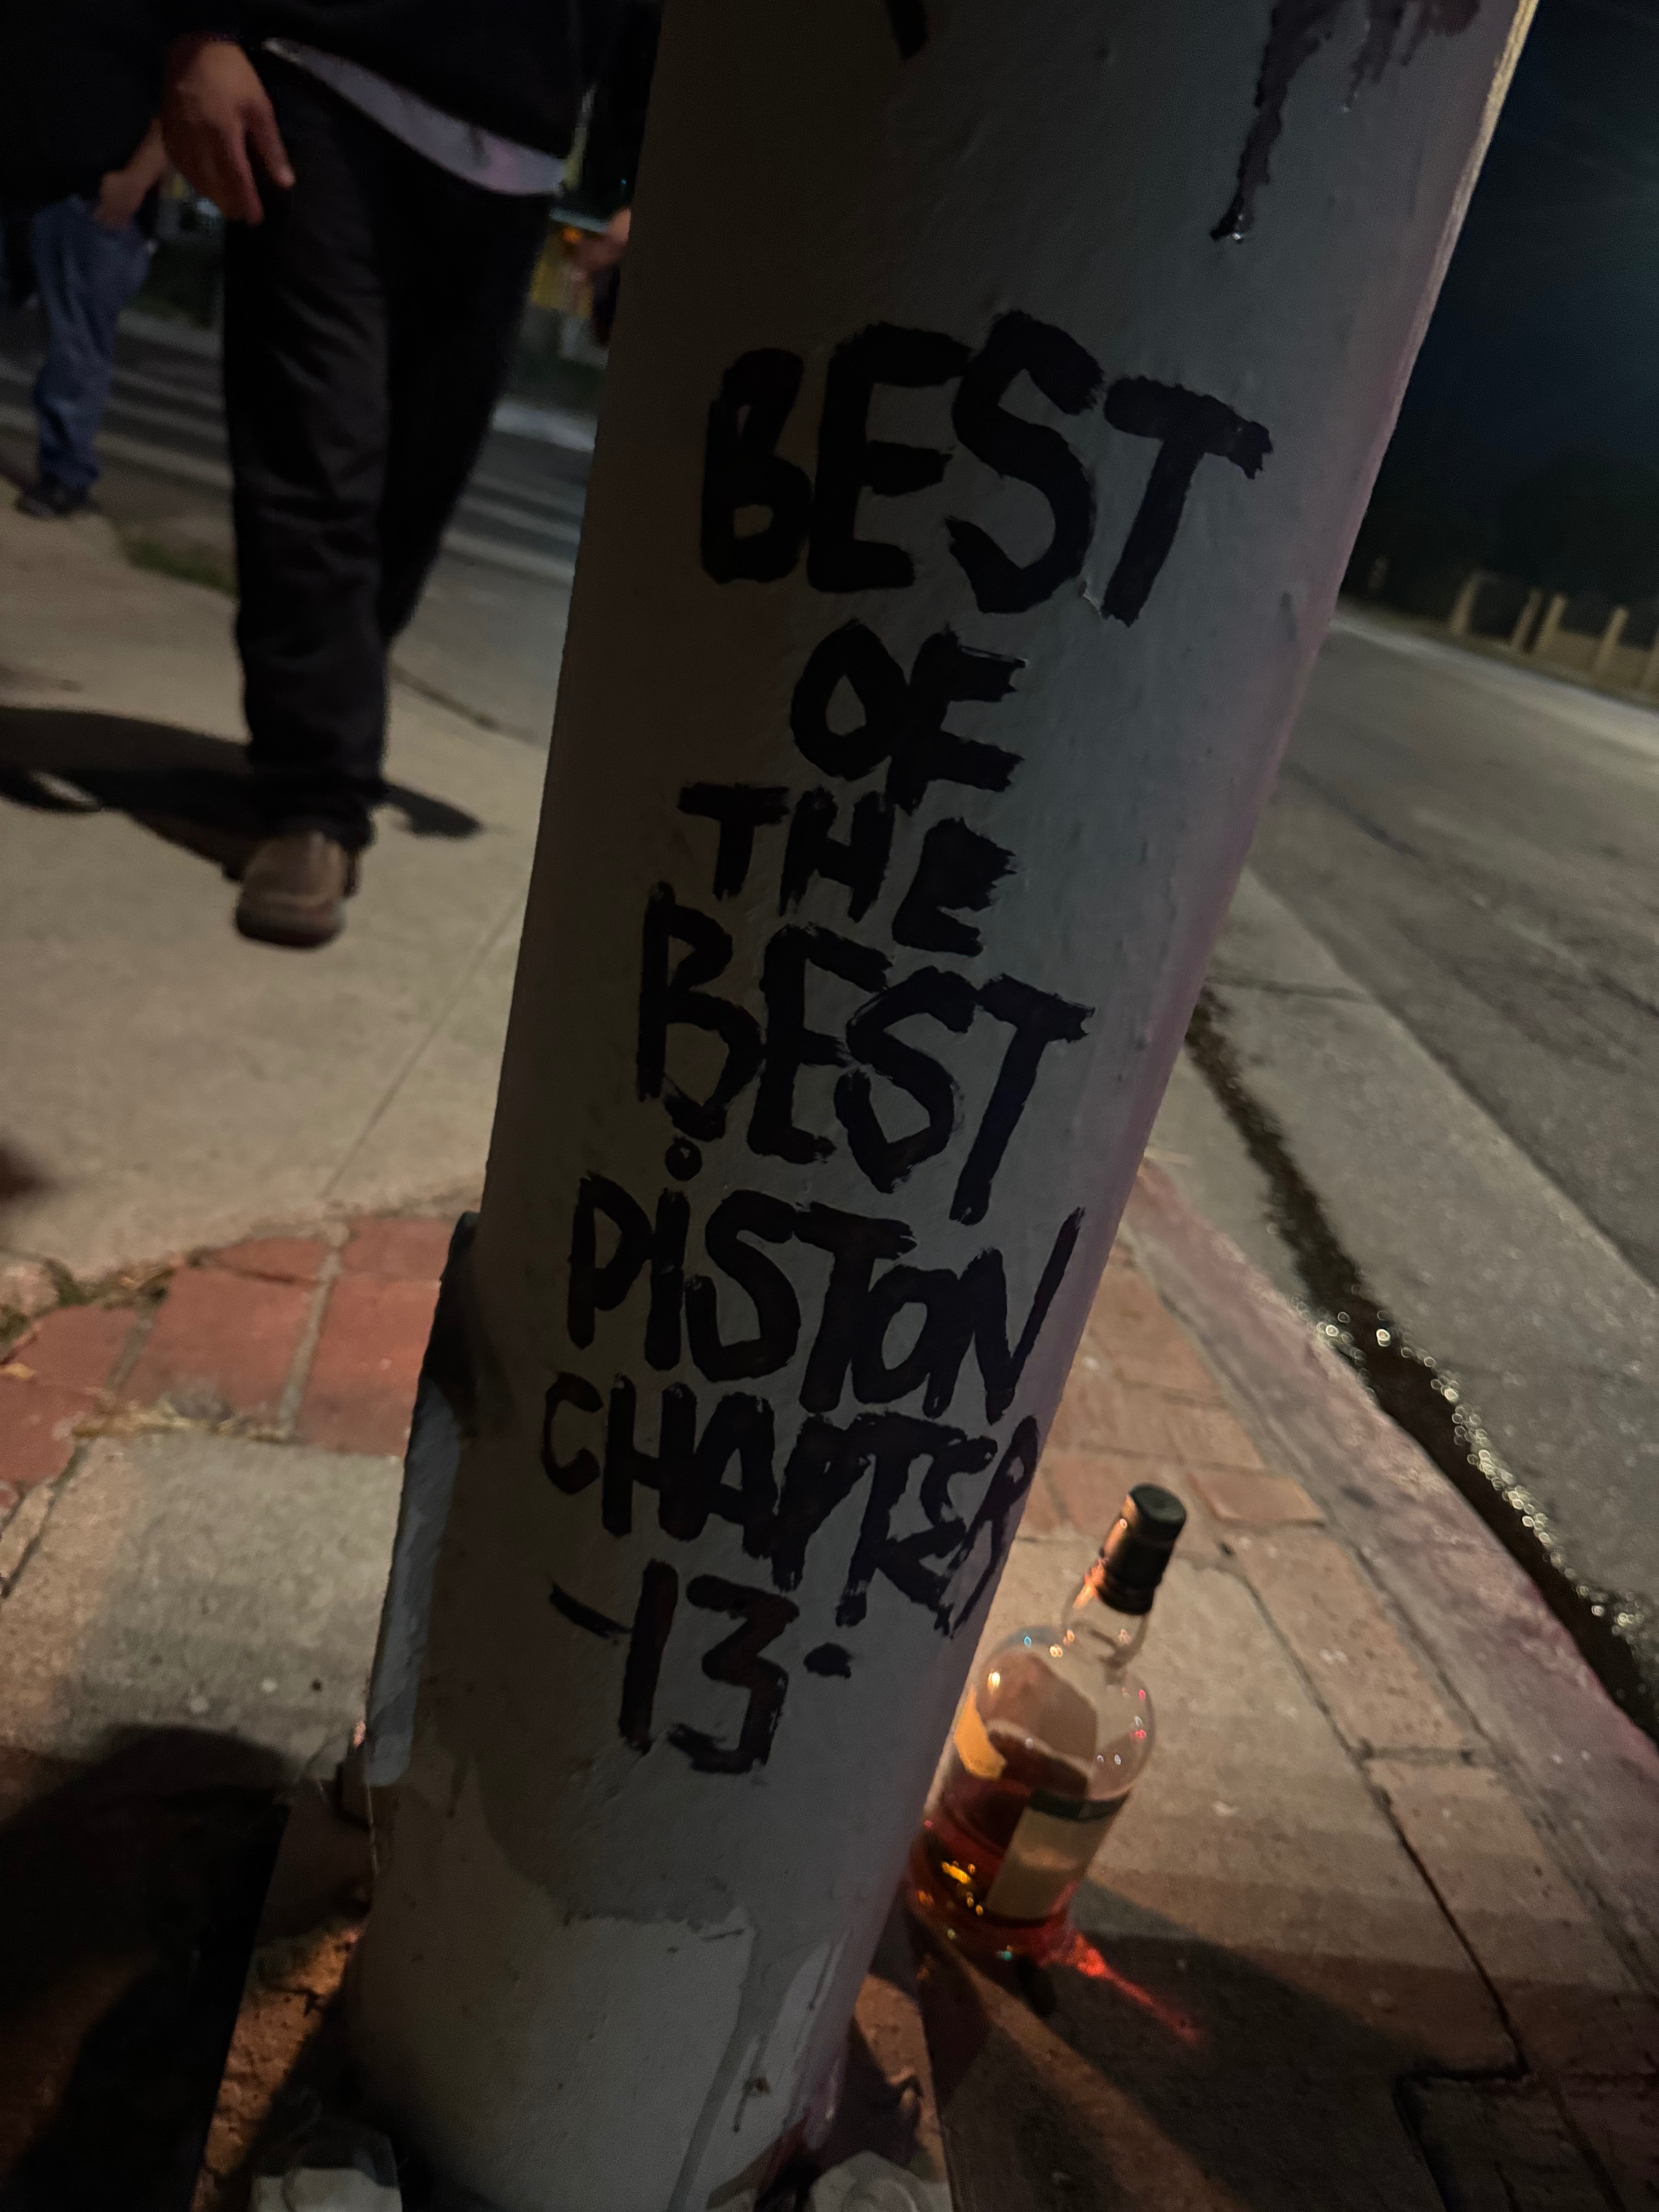 BEST
OF
THE
BEST
PiSTON
CHAPTER
-13-